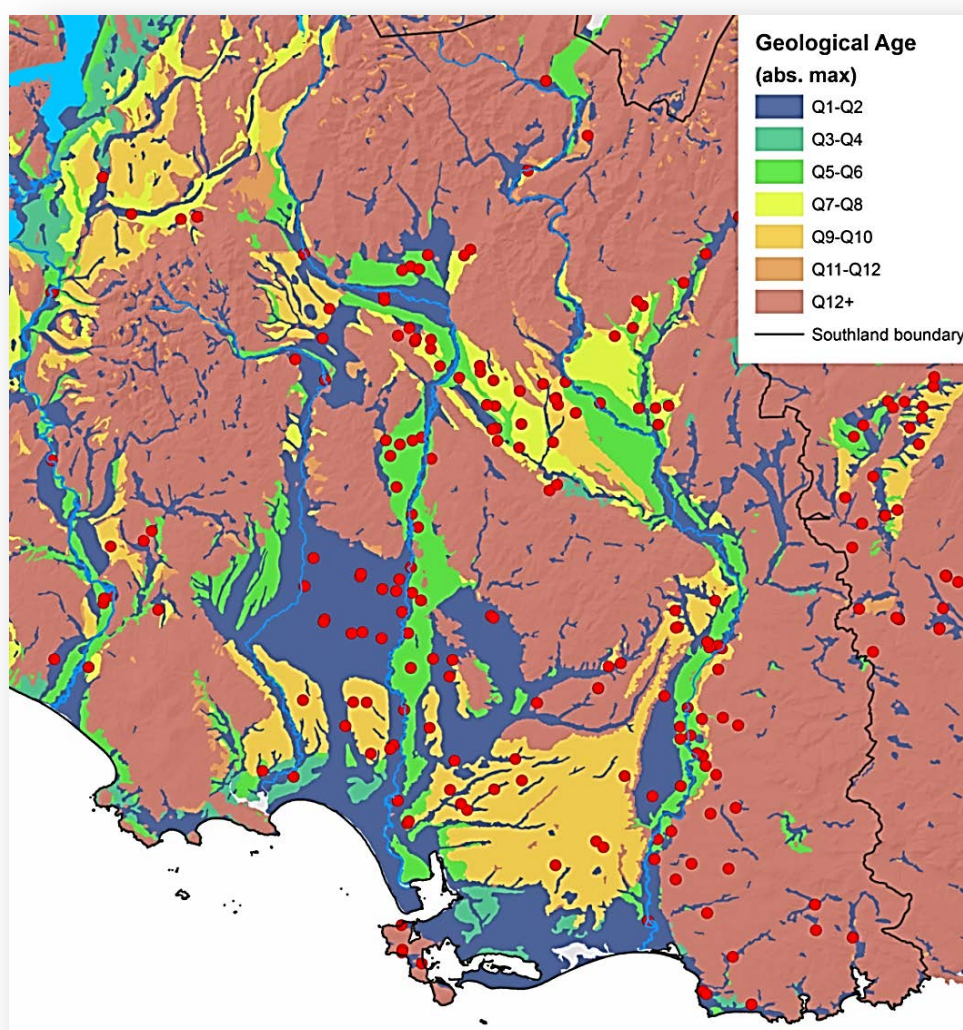 Geological Age
(abs. max)
Q1-Q2
Q3-Q4
Q5-Q6
Q7-Q8
Q9-Q10
Q11-Q12
Q12+
Southland boundary